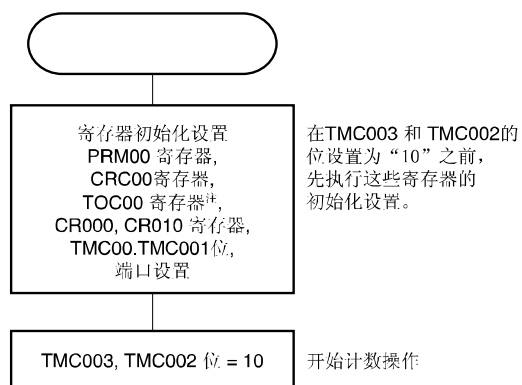 寄存器初始化设置
PRM00 寄存器,
CRC00寄存器,
TOC00 寄存器注,
CR000, CR010 寄存器,
TMC00.TMC001位,
端口设置
在TMC003 和 TMC002的
位设置为“10”之前，
先执行这些寄存器的
初始化设置。
TMC003, TMC002 位 = 10
开始计数操作